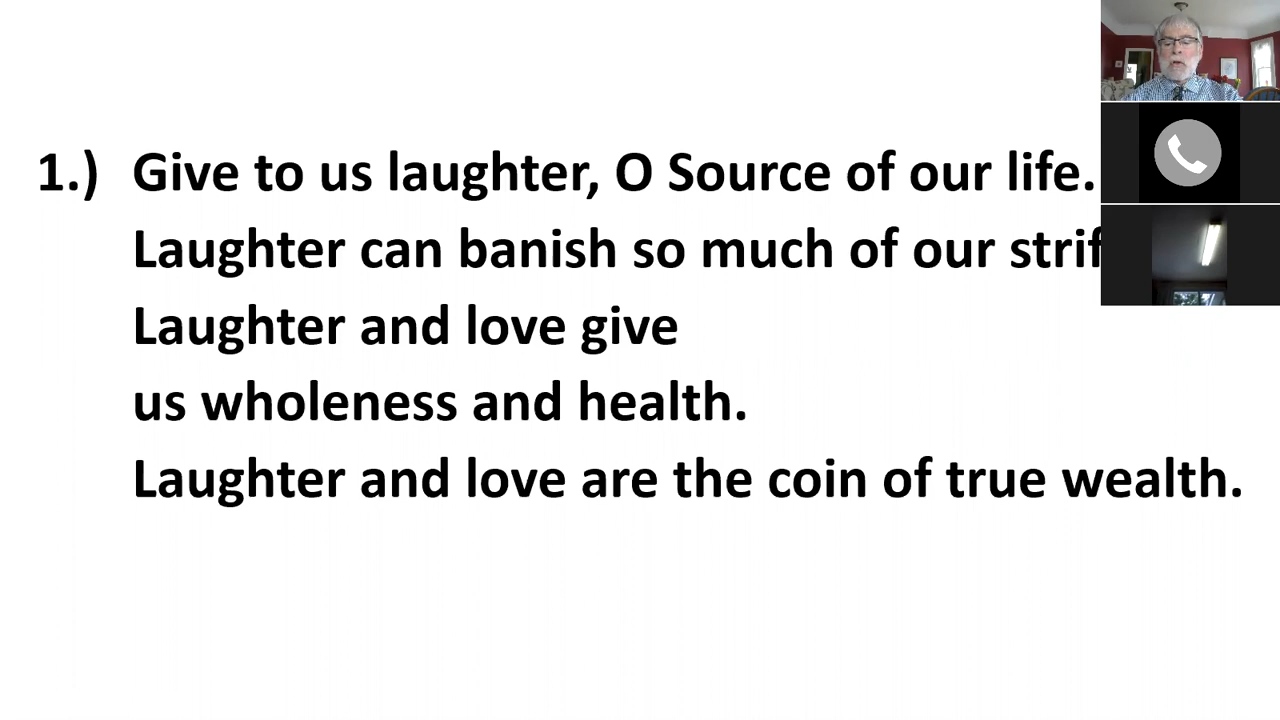 1.) Give to us laughter, O Source of our life.
Laughter can banish so much of our
Laughter and love give
us wholeness and health.
Laughter and love are the coin of true wealth.